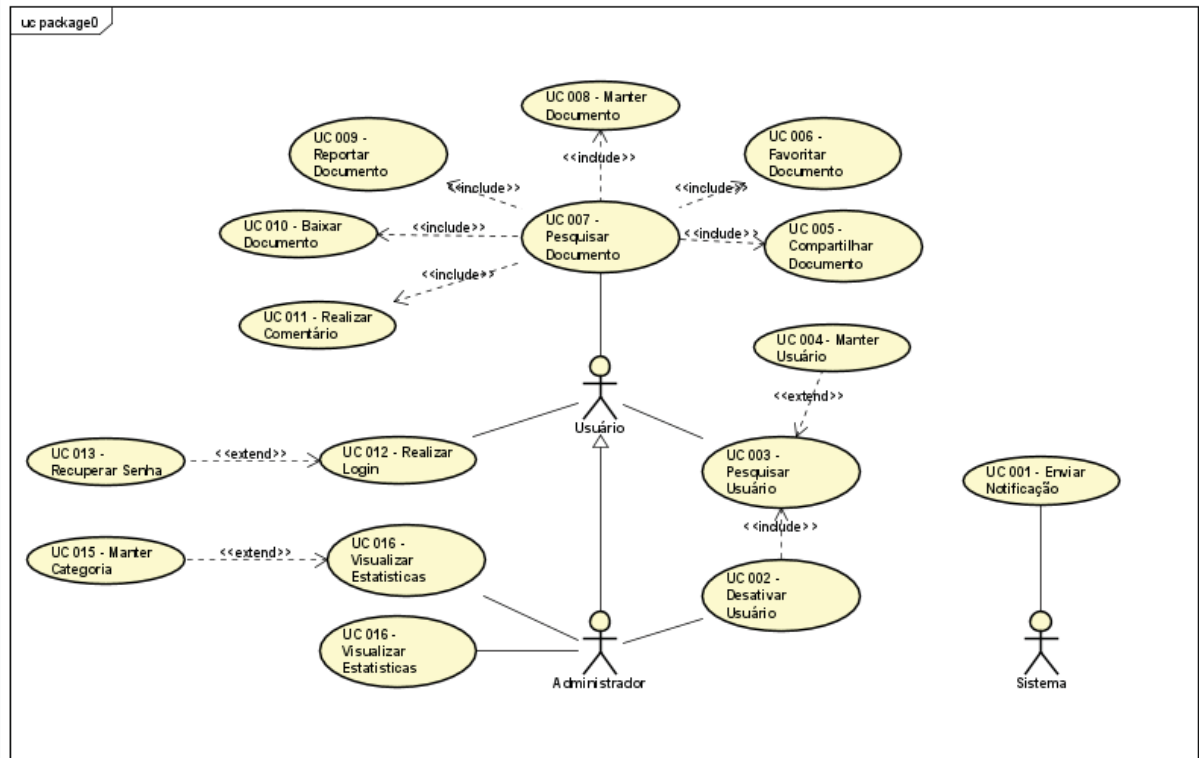 uc package0
UC 008 - Manter
Documento
UC 009 -
Reportar
Documento
<<include>>
UC 006 -
Favoritar
Documento
<<include>>
<<include>>
UC 010 - Baixar
Documento
<<include>>
UC 007 -
Pesquisar
Documento
<<include>>
UC 005 -
Compartilhar
Documento
<<include>>
UC 011 - Realizar
Comentário
UC 004 - Manter
Usuário
<<extend>>
Usuário
UC 013 -
Recuperar Senha
<<extend>>
UC 012 - Realizar
Login
UC 003 -
Pesquisar
Usuário
UC 001 - Enviar
Notificação
<<include>>
UC 015 - Manter
Categoria
<<extend>>
UC 016 -
Visualizar
Estatisticas
UC 002 -
Desativar
Usuário
UC 016 -
Visualizar
Estatisticas
Administrador
Sistema